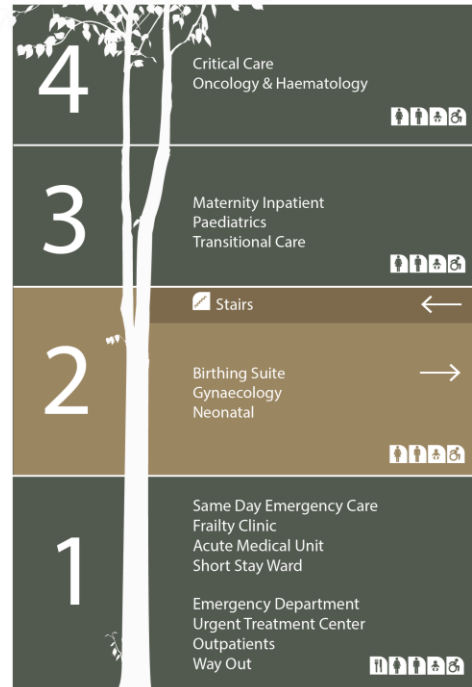 4
Critical Care
Oncology & Haematology
3
Maternity Inpatient
Paediatrics
Transitional Care
Stairs
2
Birthing Suite
Gynaecology
Neonatal
1
Same Day Emergency Care
Frailty Clinic
Acute Medical Unit
Short Stay Ward
Emergency Department
Urgent Treatment Center
Outpatients
Way Out